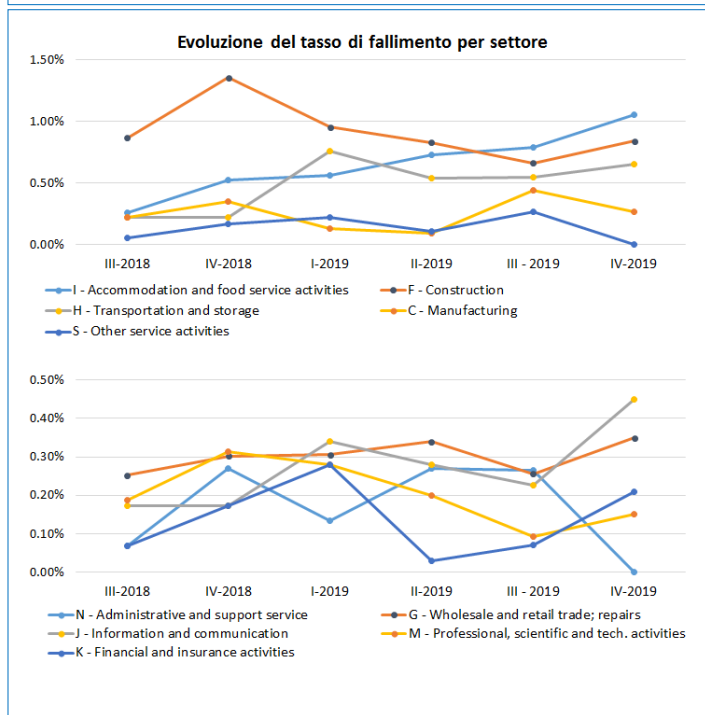 Evoluzione del tasso di fallimento per settore
1.50%
1.00%
0.50%
0.00%
III-2018 IV-2018 I-2019 II-2019 III - 2019 IV-2019
I - Accommodation and food service activities F - Construction
H - Transportation and storage C - Manufacturing
S - Other service activities
0.50%
0.40%
0.30%
0.20%
0.10%
0.00%
III-2018 IV-2018 I-2019 II-2019 III - 2019 IV-2019
N - Administrative and support service G - Wholesale and retail trade; repairs
J - Information and communication M - Professional, scientific and tech. activities
K - Financial and insurance activities